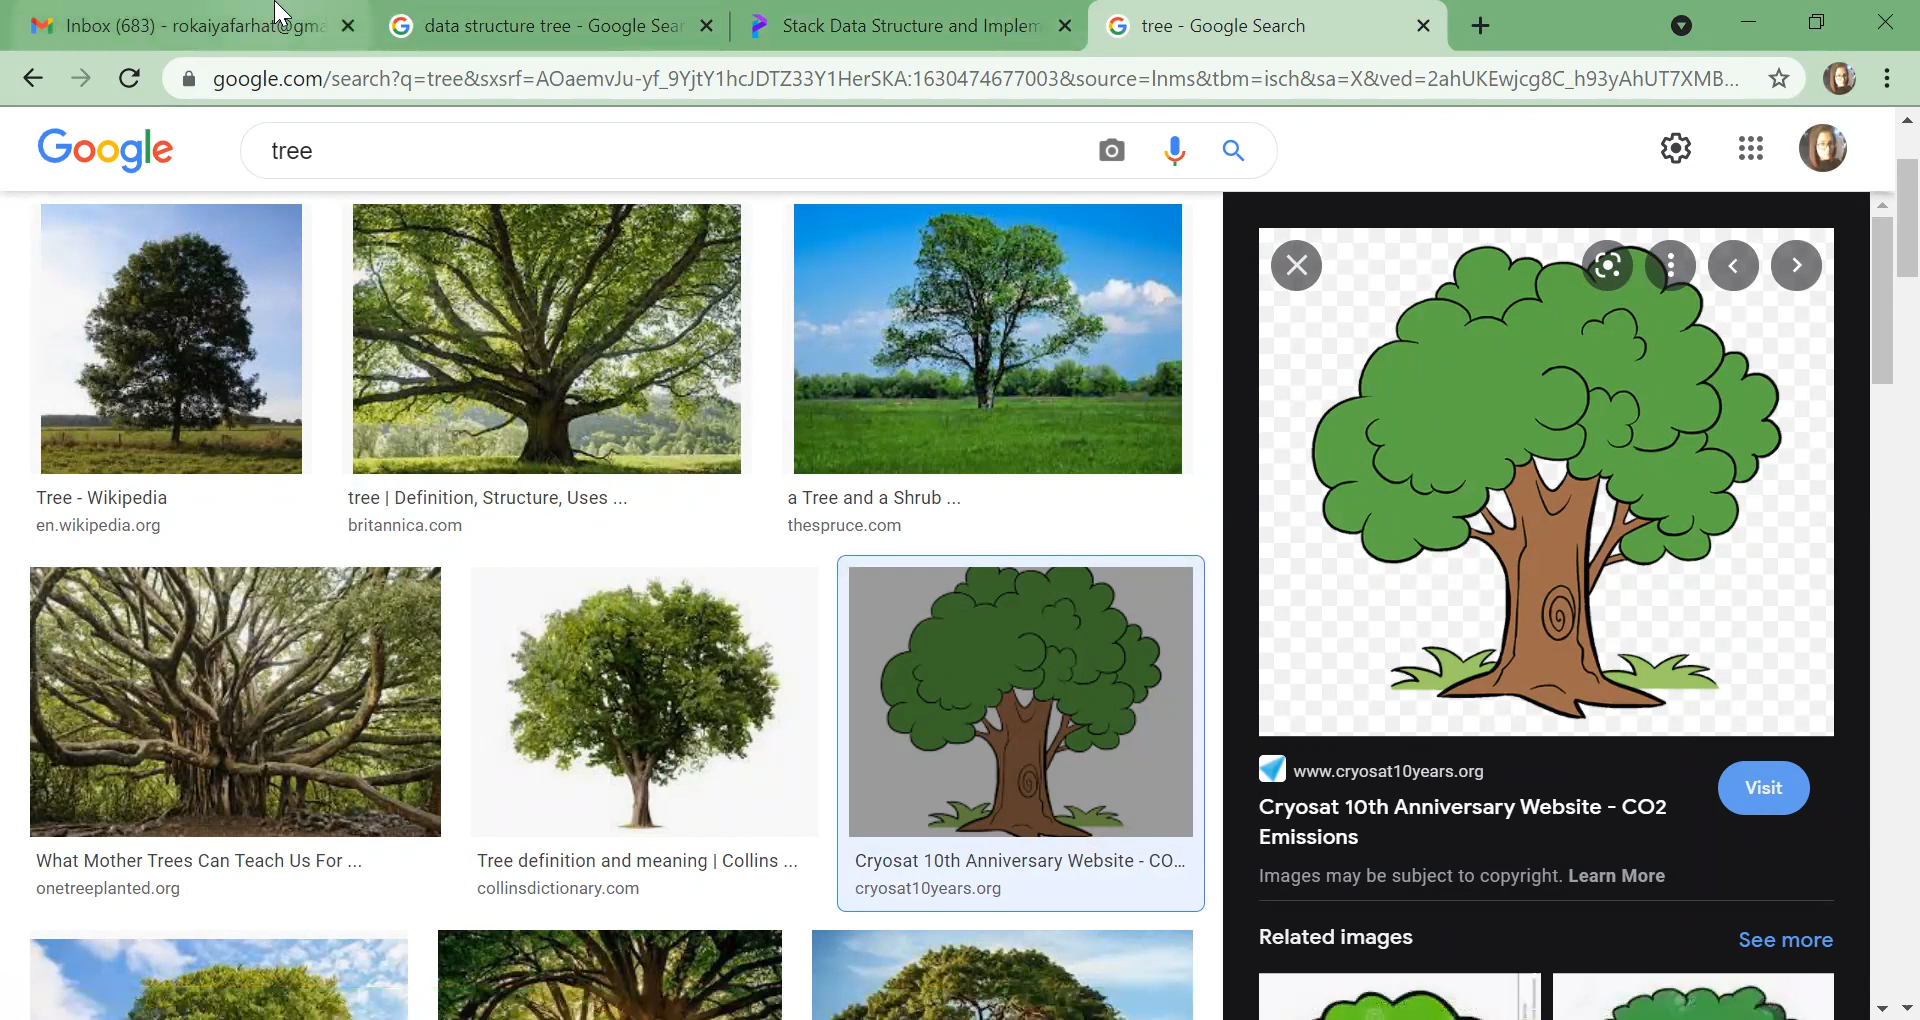 Inbox (683) - rokaiyafarhat@gma
data structure tree - Google Sear
Stack Data Structure and Implem
tree - Google Search
google.com/search?q=tree&sxsrf=AOaemvJu-yf_9YjtY1hcJDTZ33Y1HerSKA:1630474677003&source=lnms&tbm=isch&sa=X&ved=2ahUKEwjcg8C_h93yAhUT7XMB...
Google
tree
Tree - Wikipedia
en.wikipedia.org
tree | Definition, Structure, Uses ...
britannica.com
a Tree and a Shrub ...
thespruce.com
What Mother Trees Can Teach Us For ...
onetreeplanted.org
Tree definition and meaning | Collins ...
collinsdictionary.com
Cryosat 10th Anniversary Website - CO...
cryosat10years.org
www.cryosat10years.org
Visit
Cryosat 10th Anniversary Website - CO2
Emissions
Images may be subject to copyright. Learn More
Related images
See more